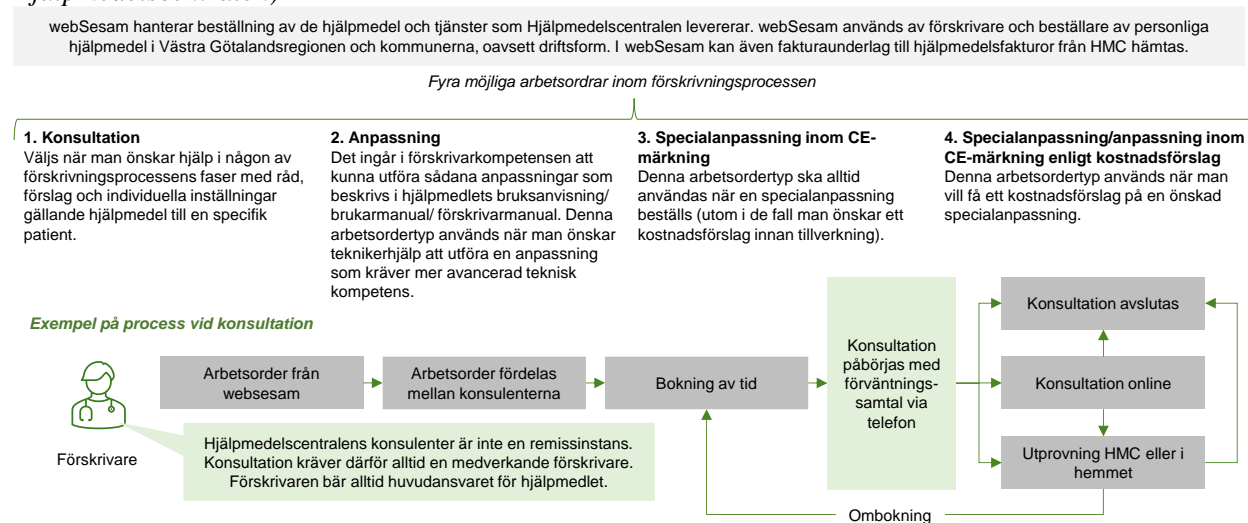 webSesam hanterar beställning av de hjälpmedel och tjänster som Hjälpmedelscentralen levererar. webSesam används av förskrivare och beställare av personliga
hjälpmedel i Västra Götalandsregionen och kommunerna, oavsett driftsform. I webSesam kan även fakturaunderlag till hjälpmedelsfakturor från HMC hämtas.
Fyra möjliga arbetsordrar inom förskrivningsprocessen
1. Konsultation
Väljs när man önskar hjälp i någon av
förskrivningsprocessens faser med råd,
förslag och individuella inställningar
gällande hjälpmedel till en specifik
patient.
2. Anpassning
Det ingår i förskrivarkompetensen att
kunna utföra sådana anpassningar som
beskrivs i hjälpmedlets bruksanvisning/
brukarmanual/ förskrivarmanual. Denna
arbetsordertyp används när man önskar
teknikerhjälp att utföra en anpassning
som kräver mer avancerad teknisk
kompetens.
3. Specialanpassning inom CE-
märkning
Denna arbetsordertyp ska alltid
användas när en specialanpassning
beställs (utom i de fall man önskar ett
kostnadsförslag innan tillverkning).
4. Specialanpassning/anpassning inom
CE-märkning enligt kostnadsförslag
Denna arbetsordertyp används när man
vill få ett kostnadsförslag på en önskad
specialanpassning.
Exempel på process vid konsultation
Förskrivare
Arbetsorder från
websesam
Arbetsorder fördelas
mellan konsulenterna
Bokning av tid
Konsultation
påbörjas med
förväntnings-
samtal via
telefon
Konsultation avslutas
Konsultation online
Utprovning HMC eller i
hemmet
Hjälpmedelscentralens konsulenter är inte en remissinstans.
Konsultation kräver därför alltid en medverkande förskrivare.
Förskrivaren bär alltid huvudansvaret för hjälpmedlet.
Ombokning